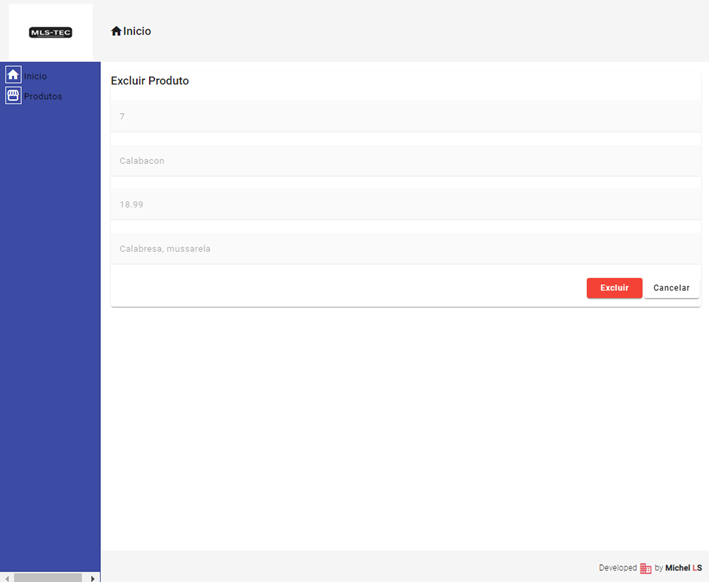 MLS-TEC
Inicio
Inicio
Produtos
Excluir Produto
7
Calabacon
18.99
Calabresa, mussarela
Excluir
Cancelar
Developed by Michel LS